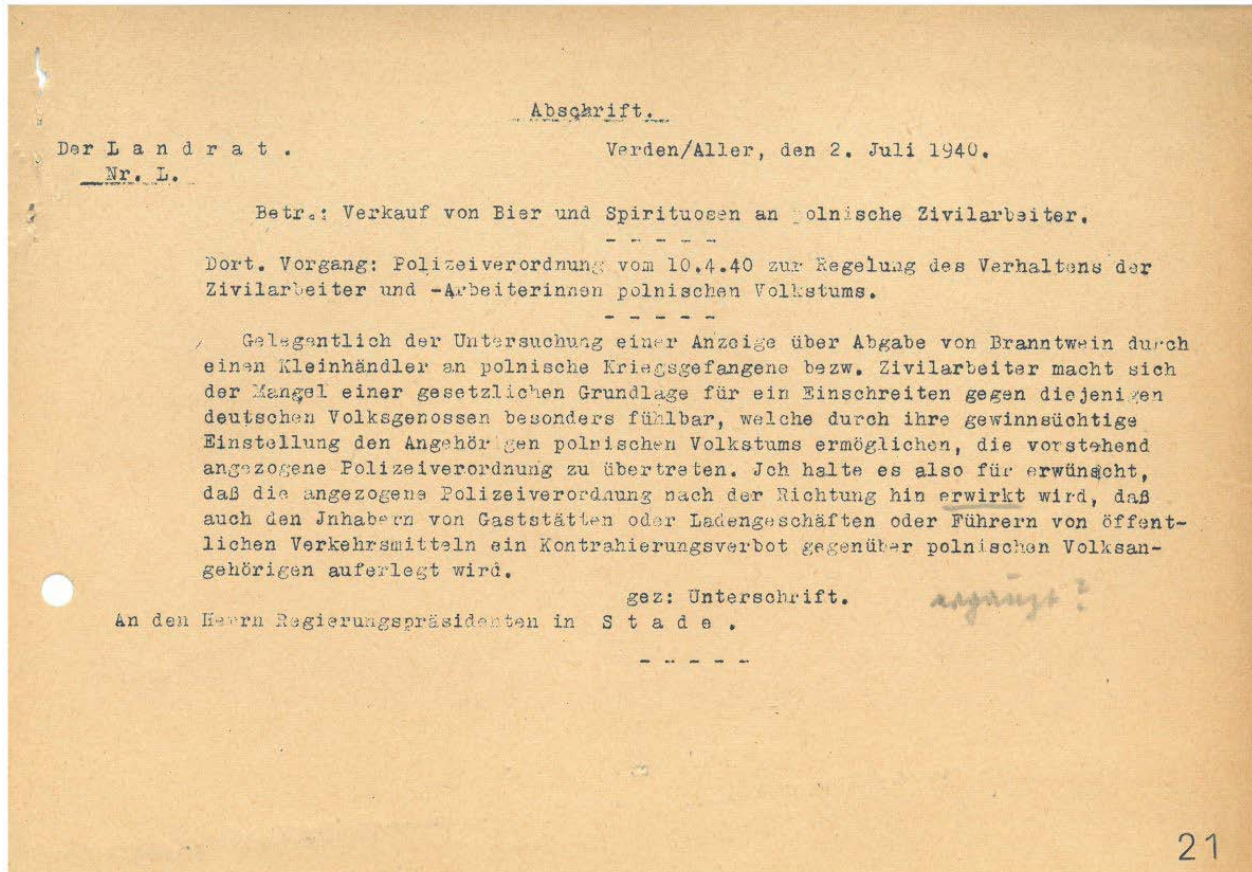 Abschrift.
Der L a n d r a t .
Verden/Aller, den 2. Juli 1940.
Nr. L.
Betr.: Verkauf von Bier und Spirituosen an polnische Zivilarbeiter.
- - - - -
Dort. Vorgang: Polizeiverordnung vom 10.4.40 zur Regelung des Verhaltens der
Zivilarbeiter und -Arbeiterinnen polnischen Volkstums.
- - - - -
Gelegentlich der Untersuchung einer Anzeige über Abgabe von Branntwein durch
einen Kleinhändler an polnische Kriegsgefangene bezw. Zivilarbeiter macht sich
der Mangel einer gesetzlichen Grundlage für ein Einschreiten gegen diejenigen
deutschen Volksgenossen besonders fühlbar, welche durch ihre gewinnsüchtige
Einstellung den Angehörigen polnischen Volkstums ermöglichen, die vorstehend
angezogene Polizeiverordnung zu übertreten. Jch halte es also für erwünscht,
daß die angezogene Polizeiverordnung nach der Richtung hin erwirkt wird, daß
auch den Jnhabern von Gaststätten oder Ladengeschäften oder Führern von öffent-
lichen Verkehrsmitteln ein Kontrahierungsverbot gegenüber polnischen Volksan-
gehörigen auferlegt wird.
gez: Unterschrift.
ergänzt?
An den Herrn Regierungspräsidenten in S t a d e .
- - - - -
21